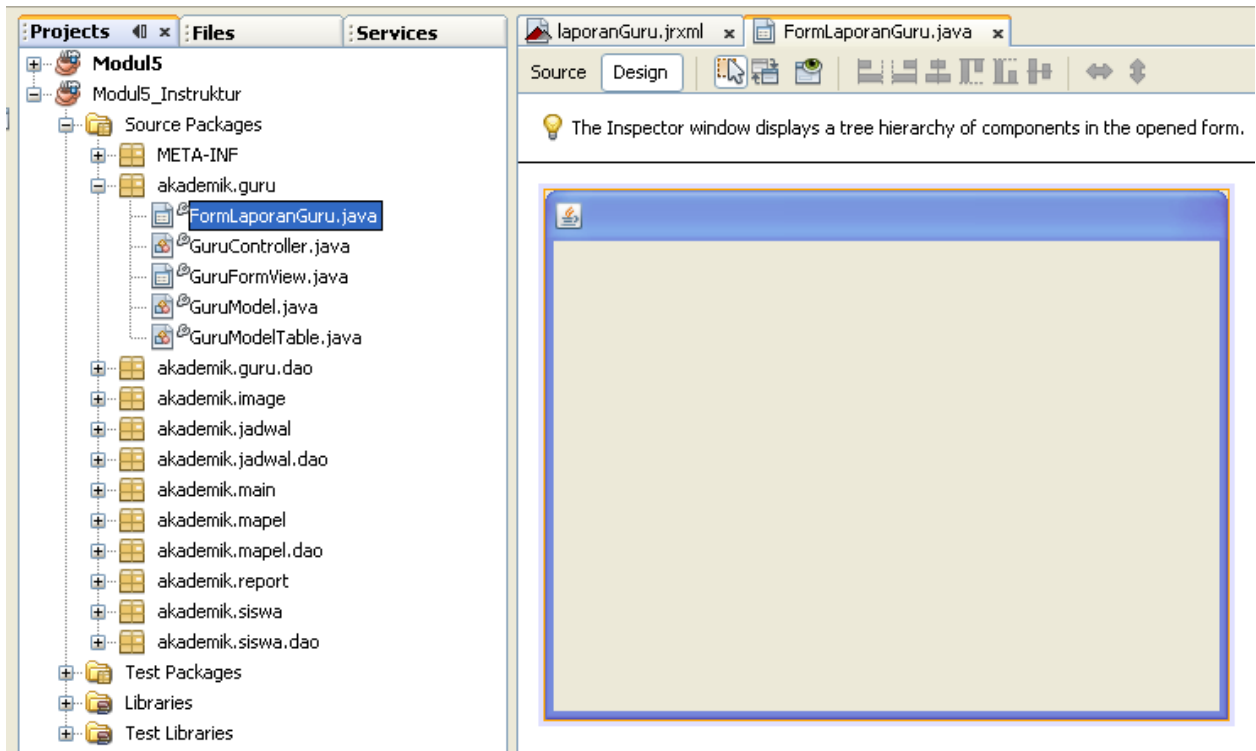 Projects
Files
Services
Modul5
Modul5_Instruktur
Source Packages
META-INF
akademik.guru
FormLaporanGuru.java
GuruController.java
GuruFormView.java
GuruModel.java
GuruModelTable.java
akademik.guru.dao
akademik.image
akademik.jadwal
akademik.jadwal.dao
akademik.main
akademik.mapel
akademik.mapel.dao
akademik.report
akademik.siswa
akademik.siswa.dao
Test Packages
Libraries
Test Libraries
laporanGuru.jrxml
FormLaporanGuru.java
Source
Design
The Inspector window displays a tree hierarchy of components in the opened form.